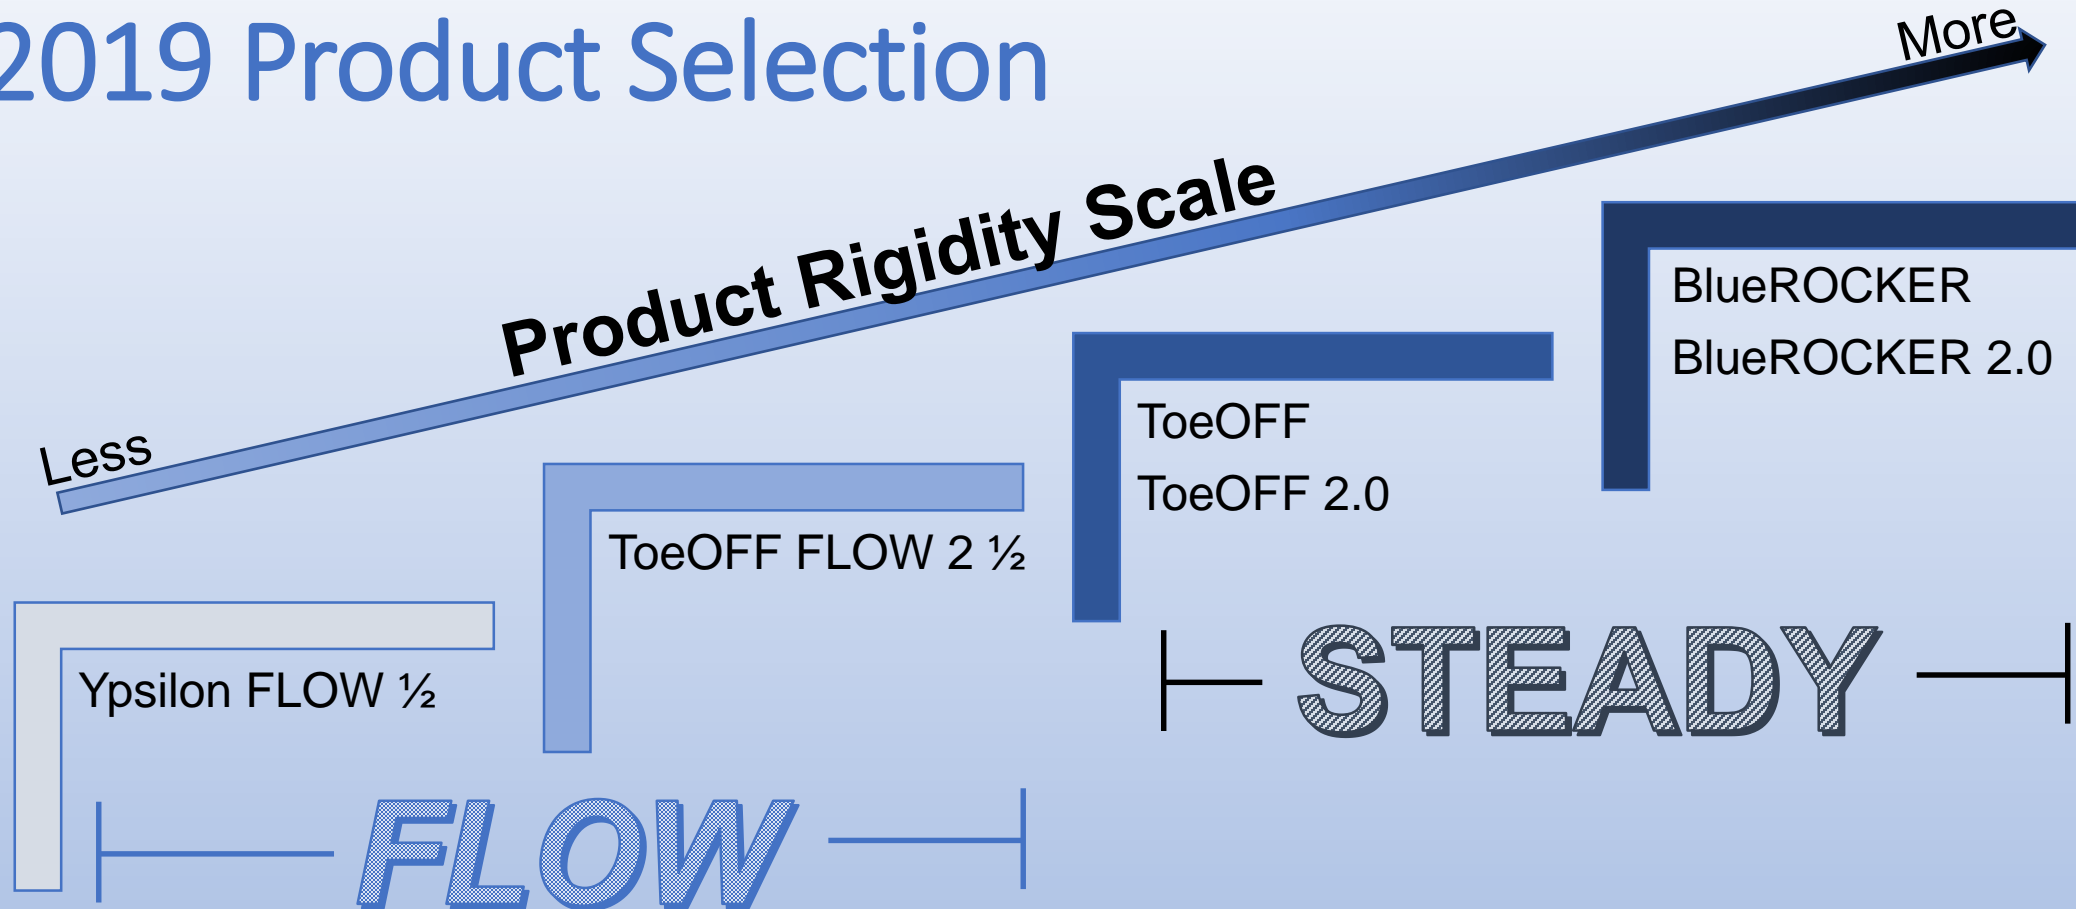 2019 Product Selection
More
Product Rigidity Scale
Less
BlueROCKER
BlueROCKER 2.0
ToeOFF
ToeOFF 2.0
ToeOFF FLOW 2 ½
Ypsilon FLOW ½
STEADY
FLOW